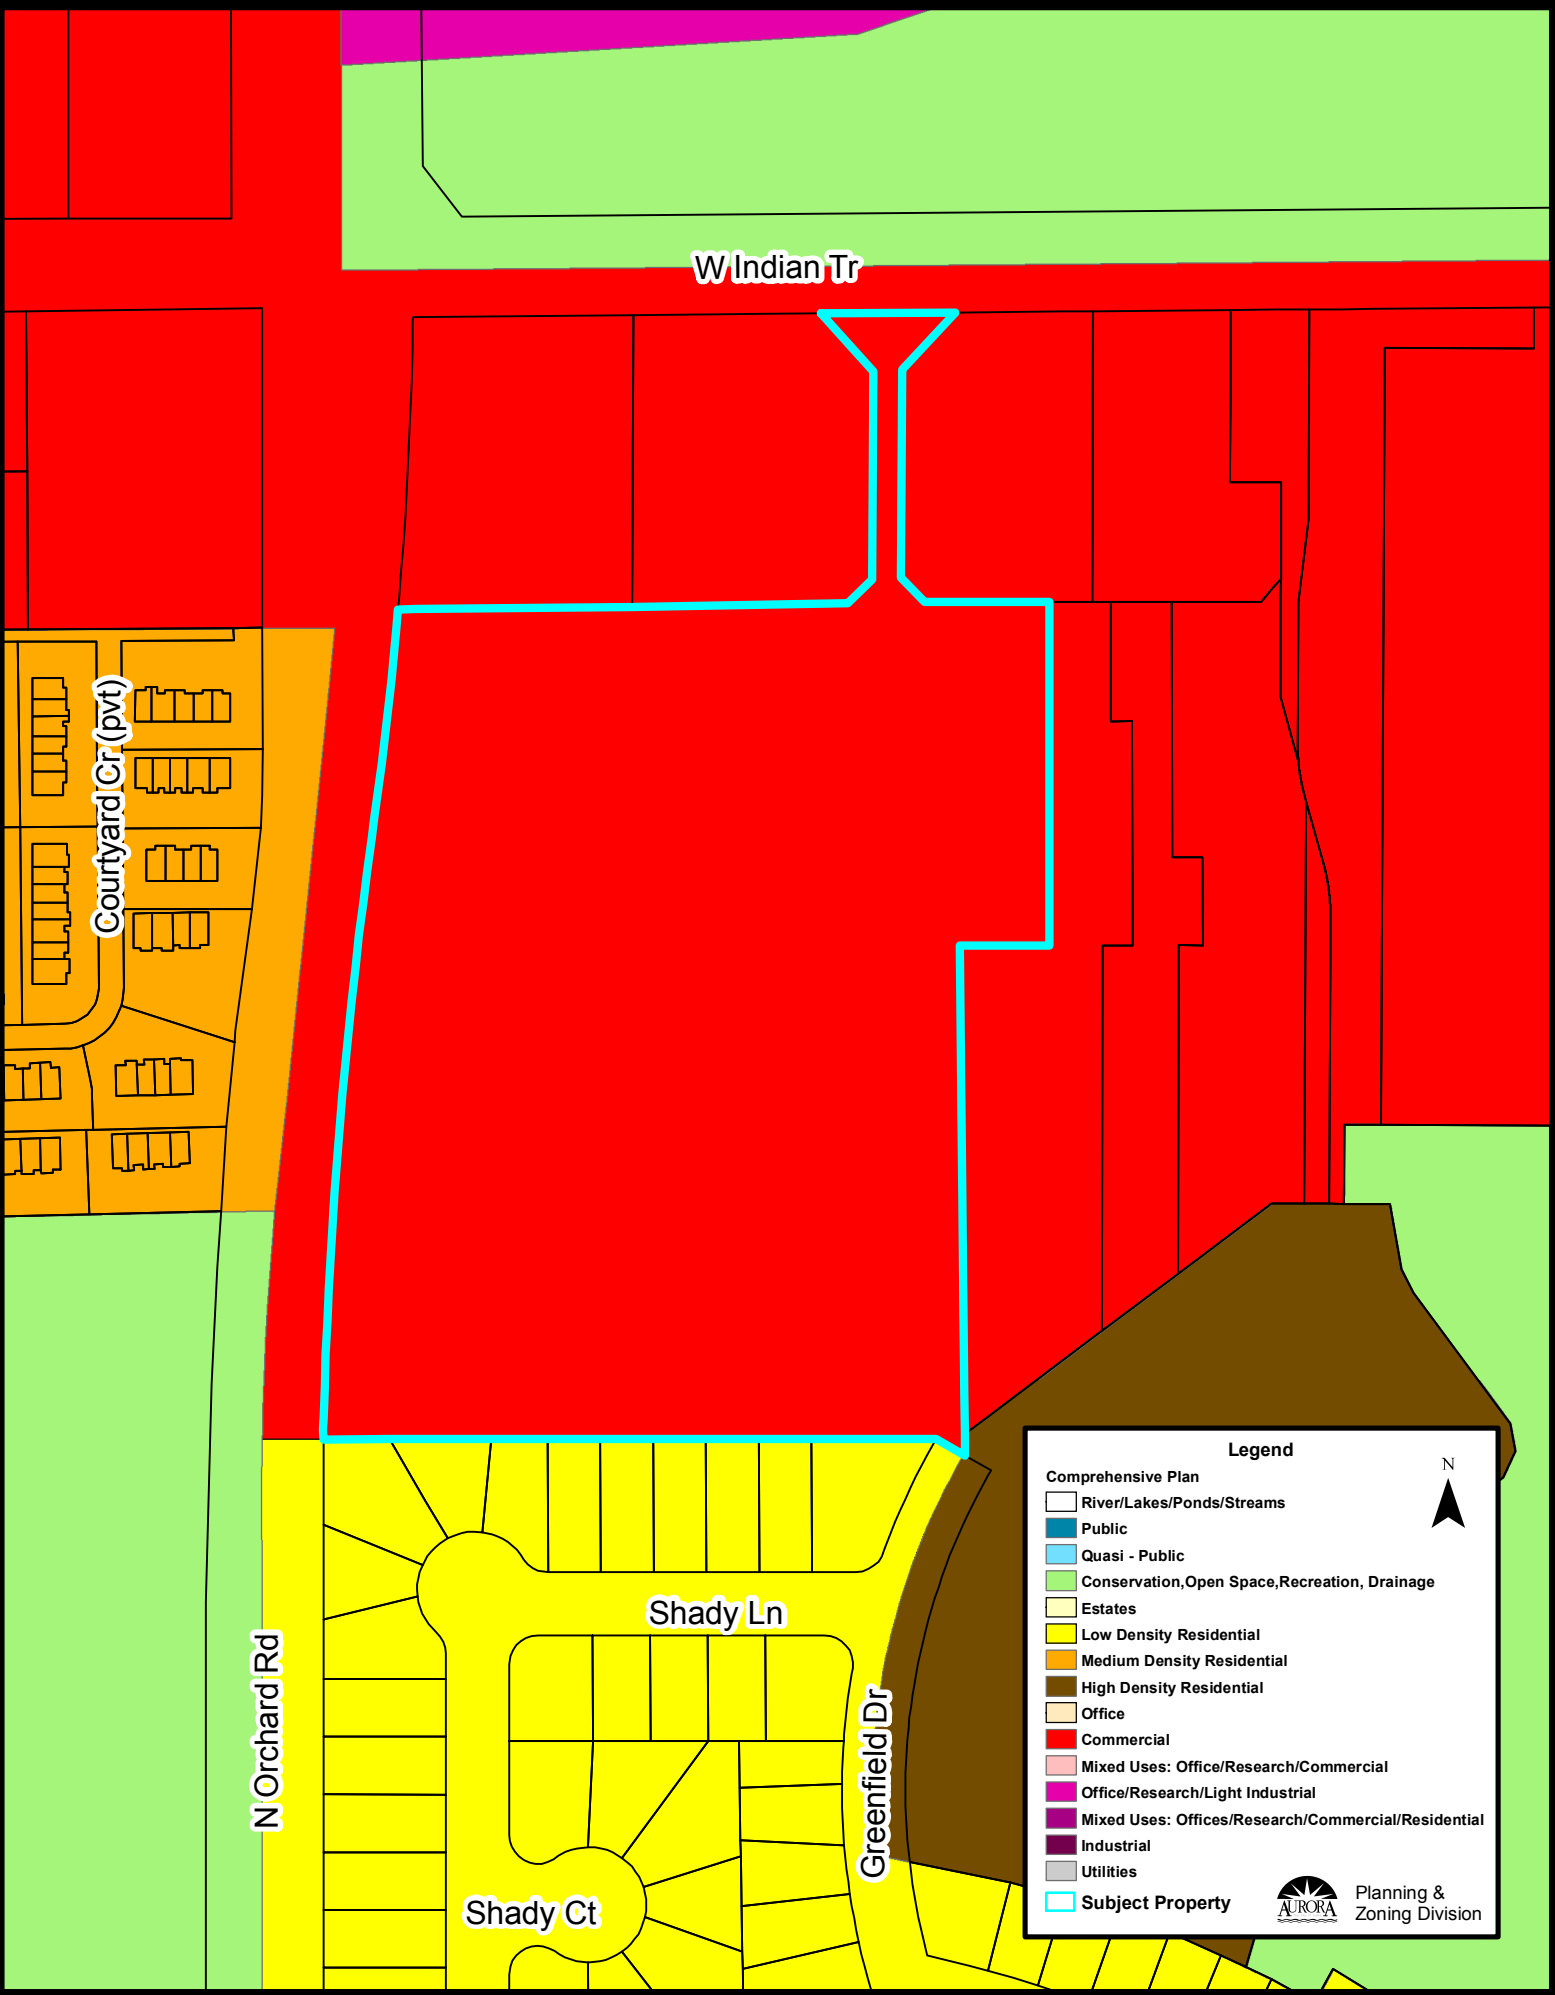 W Indian Tr
Courtyard Cr (pvt)
Shady Ln
N Orchard Rd
Greenfield Dr
Shady Ct
Legend
N
Comprehensive Plan
River/Lakes/Ponds/Streams
Public
Quasi - Public
Conservation,Open Space,Recreation, Drainage
Estates
Low Density Residential
Medium Density Residential
High Density Residential
Office
Commercial
Mixed Uses: Office/Research/Commercial
Office/Research/Light Industrial
Mixed Uses: Offices/Research/Commercial/Residential
Industrial
Utilities
Subject Property
AURORA
Planning &
Zoning Division